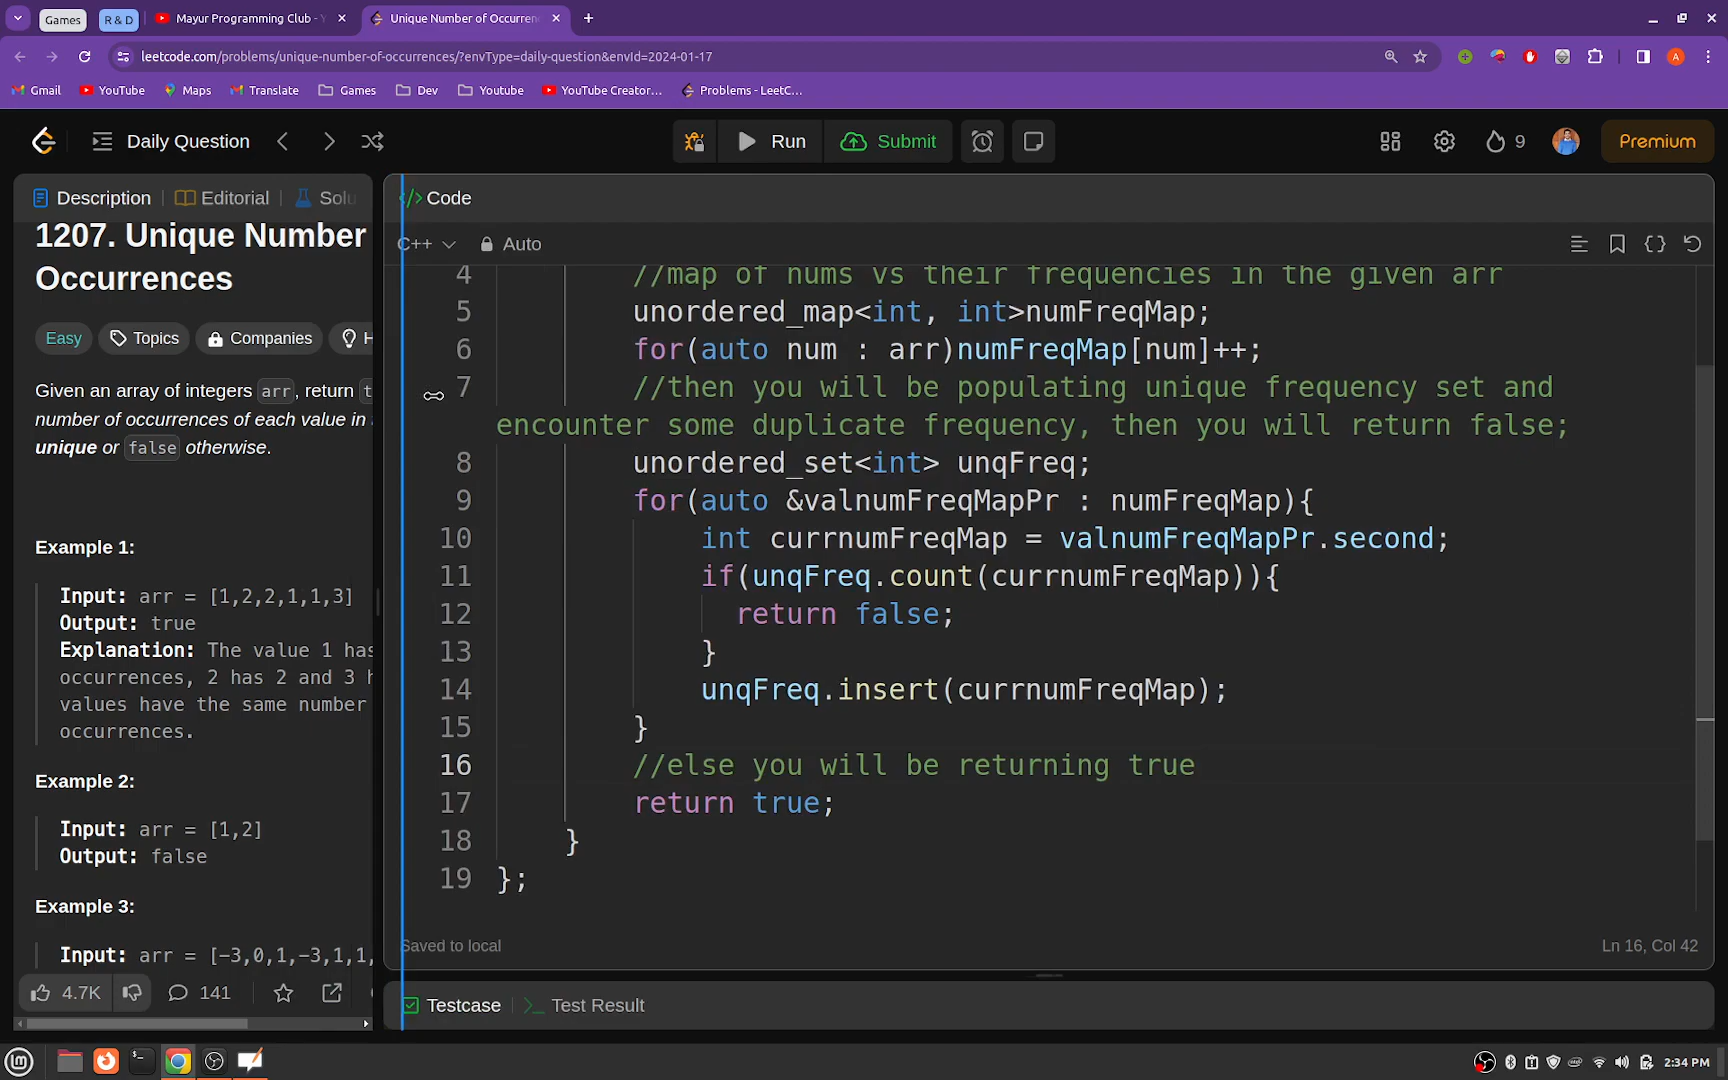 Games
R & D
Mayur Programming Club - Y
Unique Number of Occurren
leetcode.com/problems/unique-number-of-occurrences/?envType=daily-question&envId=2024-01-17
A
Gmail
YouTube
Maps
Translate
Games
Dev
Youtube
YouTube Creator...
Problems - LeetC...
Daily Question
Run
Submit
9
Premium
Description
Editorial
Solu
</> Code
1207. Unique Number
Occurrences
Easy
Topics
Companies
H
Given an array of integers arr, return t
number of occurrences of each value in
unique or false otherwise.
Example 1:
Input: arr = [1,2,2,1,1,3]
Output: true
Explanation: The value 1 has
occurrences, 2 has 2 and 3 h
values have the same number
occurrences.
Example 2:
Input: arr = [1,2]
Output: false
Example 3:
Input: arr = [-3,0,1,-3,1,1,
4.7K
141
C++
Auto
4 //map of nums vs their frequencies in the given arr
5 unordered_map<int, int>numFreqMap;
6 for(auto num : arr)numFreqMap[num]++;
7 //then you will be populating unique frequency set and
encounter some duplicate frequency, then you will return false;
8 unordered_set<int> unqFreq;
9 for(auto &valnumFreqMapPr : numFreqMap){
10 int currnumFreqMap = valnumFreqMapPr.second;
11 if(unqFreq.count(currnumFreqMap)){
12 return false;
13 }
14 unqFreq.insert(currnumFreqMap);
15 }
16 //else you will be returning true
17 return true;
18 }
19 };
Saved to local
Ln 16, Col 42
Testcase
Test Result
2:34 PM